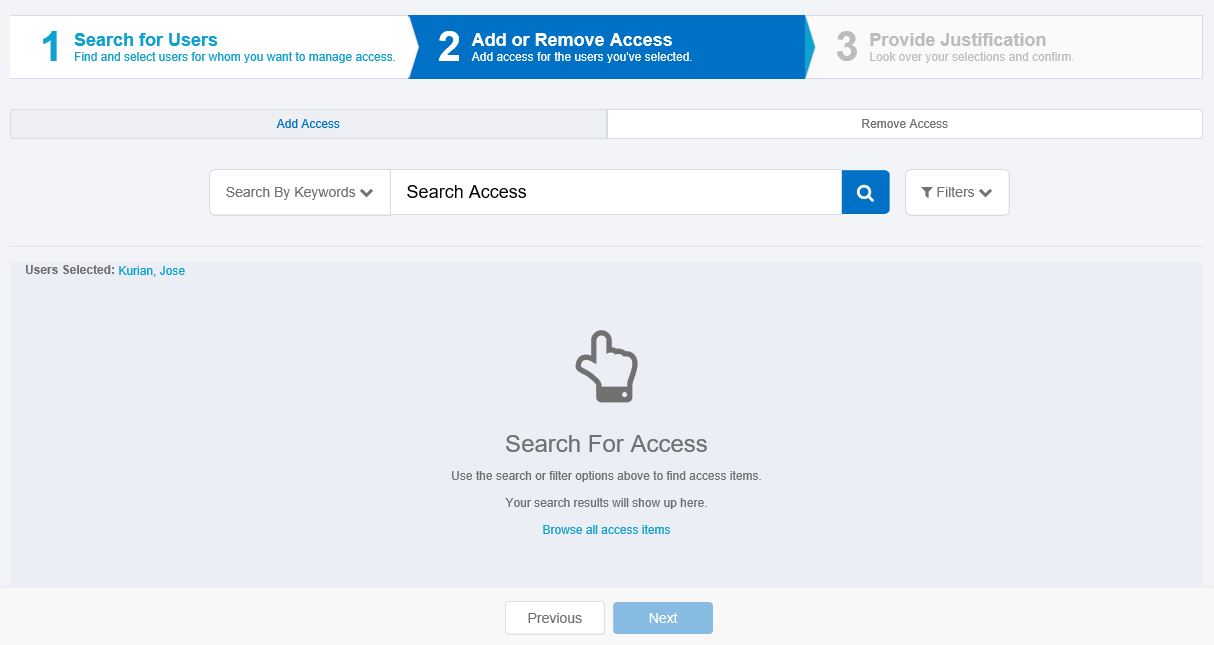 1 Search for Users
Find and select users for whom you want to manage access.
2 Add or Remove Access
Add access for the users you've selected.
3 Provide Justification
Look over your selections and confirm.
Add Access
Remove Access
Search By Keywords
Search Access
Filters
Users Selected: Kurian, Jose
Search For Access
Use the search or filter options above to find access items.
Your search results will show up here.
Browse all access items
Previous
Next